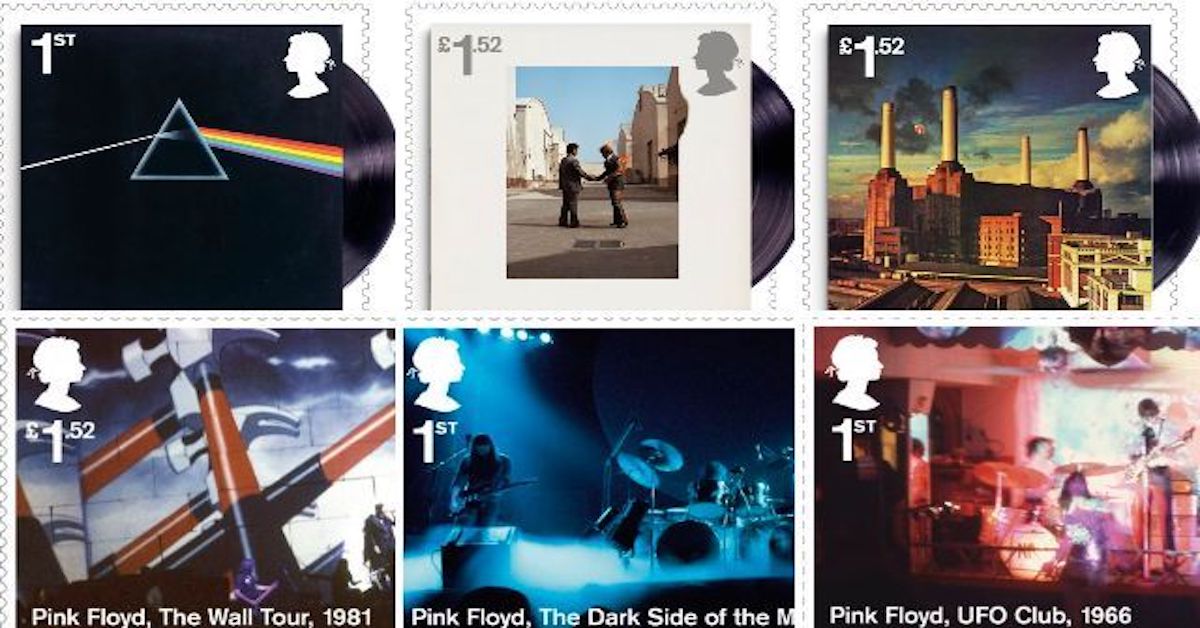 1ST
£1.52
£1.52
£1.52
1ST
1ST
Pink Floyd, The Wall Tour, 1981
Pink Floyd, The Dark Side of the M
Pink Floyd, UFO Club, 1966